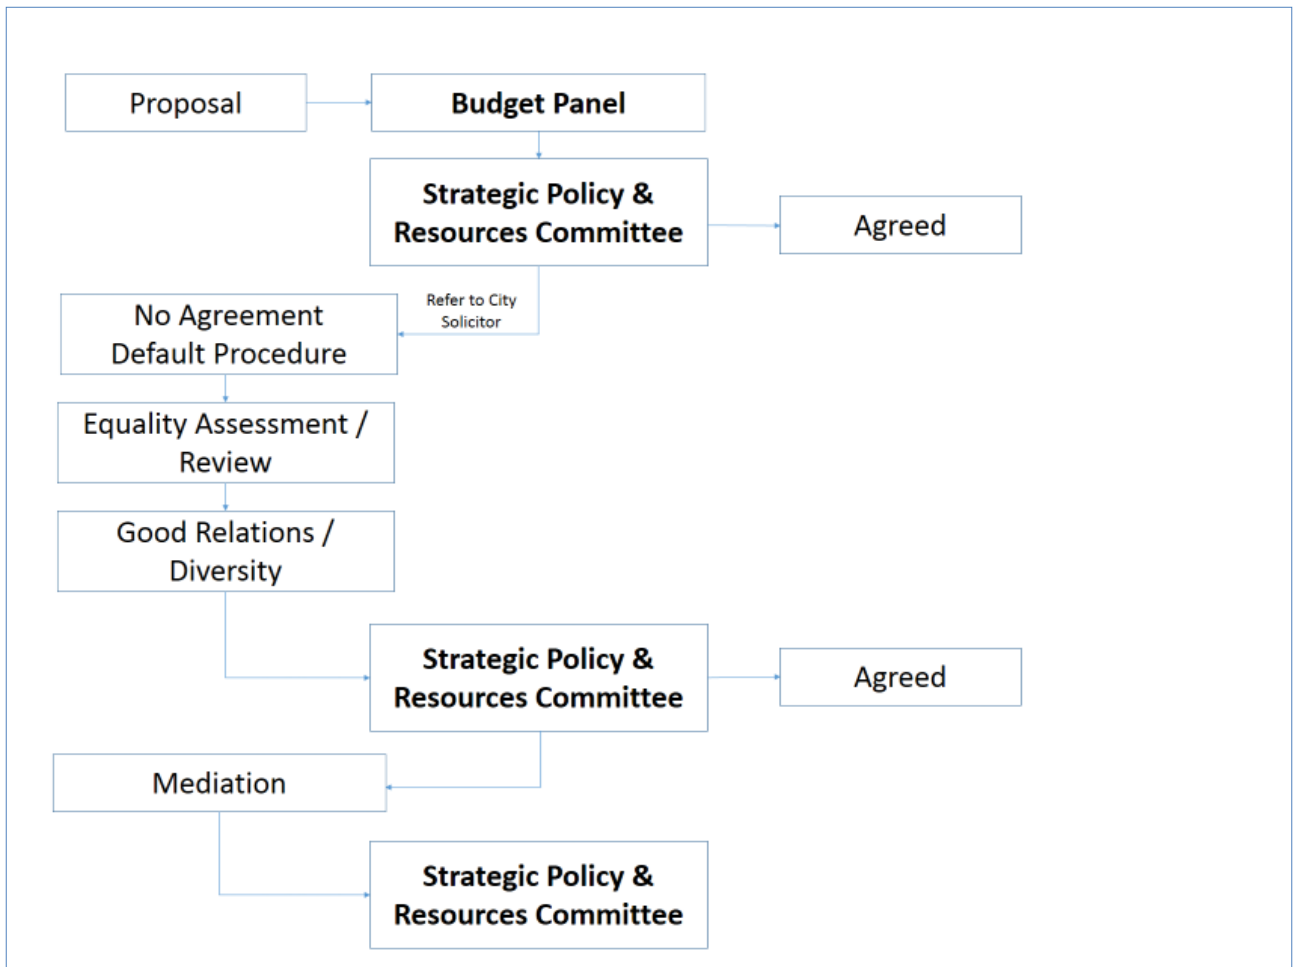 Proposal
Budget Panel
Strategic Policy &
Resources Committee
Agreed
Refer to City
Solicitor
No Agreement
Default Procedure
Equality Assessment /
Review
Good Relations /
Diversity
Strategic Policy &
Resources Committee
Agreed
Mediation
Strategic Policy &
Resources Committee